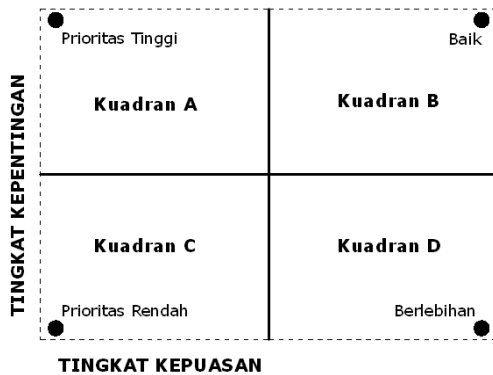 Prioritas Tinggi
Baik
Kuadran A
Kuadran B
TINGKAT KEPENTINGAN
Kuadran C
Kuadran D
Prioritas Rendah
Berlebihan
TINGKAT KEPUASAN